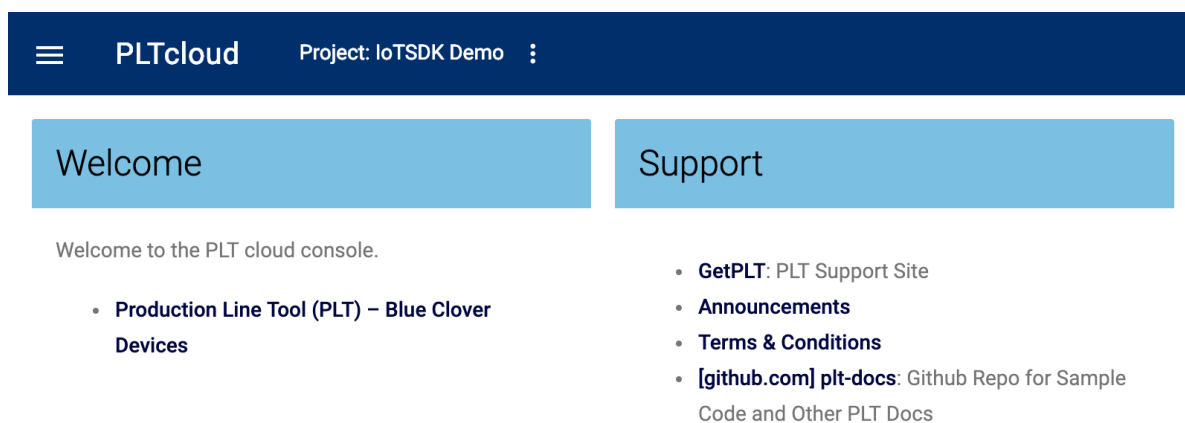 PLTcloud Project: IoTSDK Demo
Welcome
Welcome to the PLT cloud console.
Production Line Tool (PLT) – Blue Clover
Devices
Support
GetPLT: PLT Support Site
Announcements
Terms & Conditions
[github.com] plt-docs: Github Repo for Sample
Code and Other PLT Docs